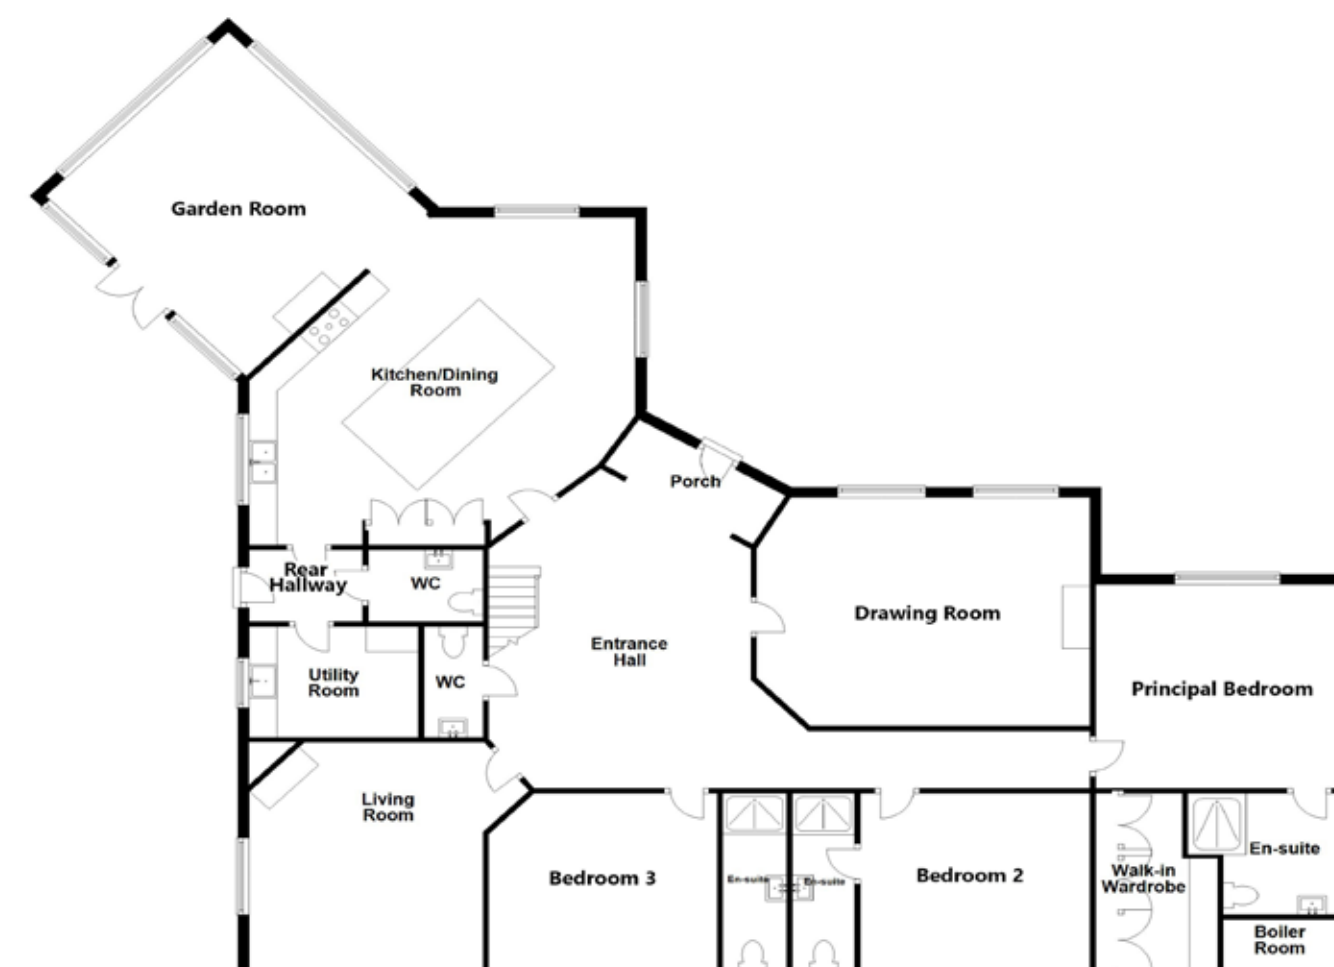 Garden Room
Kitchen/Dining
Room
Porch
Rear
Hallway
WC
Drawing Room
Entrance
Hall
Utility
Room
WC
Principal Bedroom
Living
Room
Bedroom 3
En-suite
En-suite
Bedroom 2
Walk-in
Wardrobe
En-suite
Boiler
Room